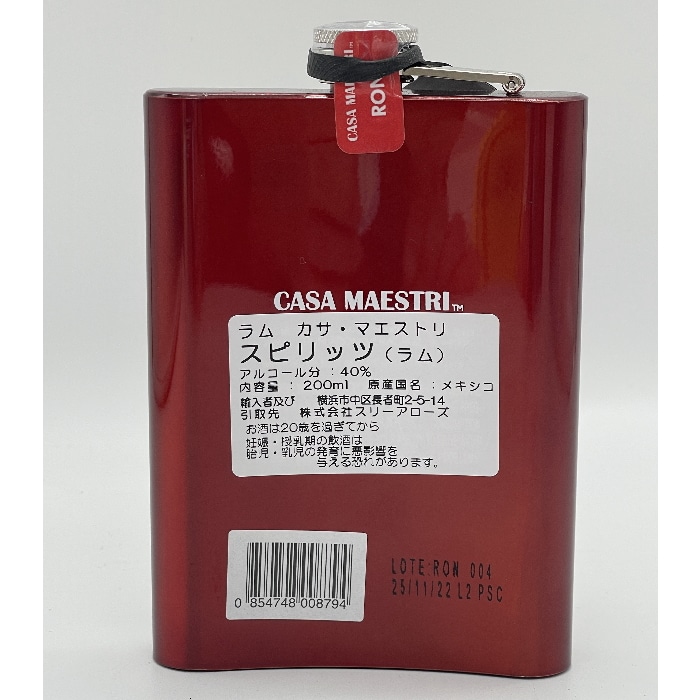 CASA MAESTRI™
RON
CASA MAESTRI™
ラム カサ・マエストリ
スピリッツ（ラム）
アルコール分 : 40%
内容量 : 200ml 原産国名 : メキシコ
輸入者及び 横浜市中区長者町2-5-14
引取先 株式会社スリーアローズ
お酒は20歳を過ぎてから
妊娠・授乳期の飲酒は
胎児・乳児の発育に悪影響を
与える恐れがあります。
0 854748 008794
LOTE:RON 004
25/11/22 L2 PSC